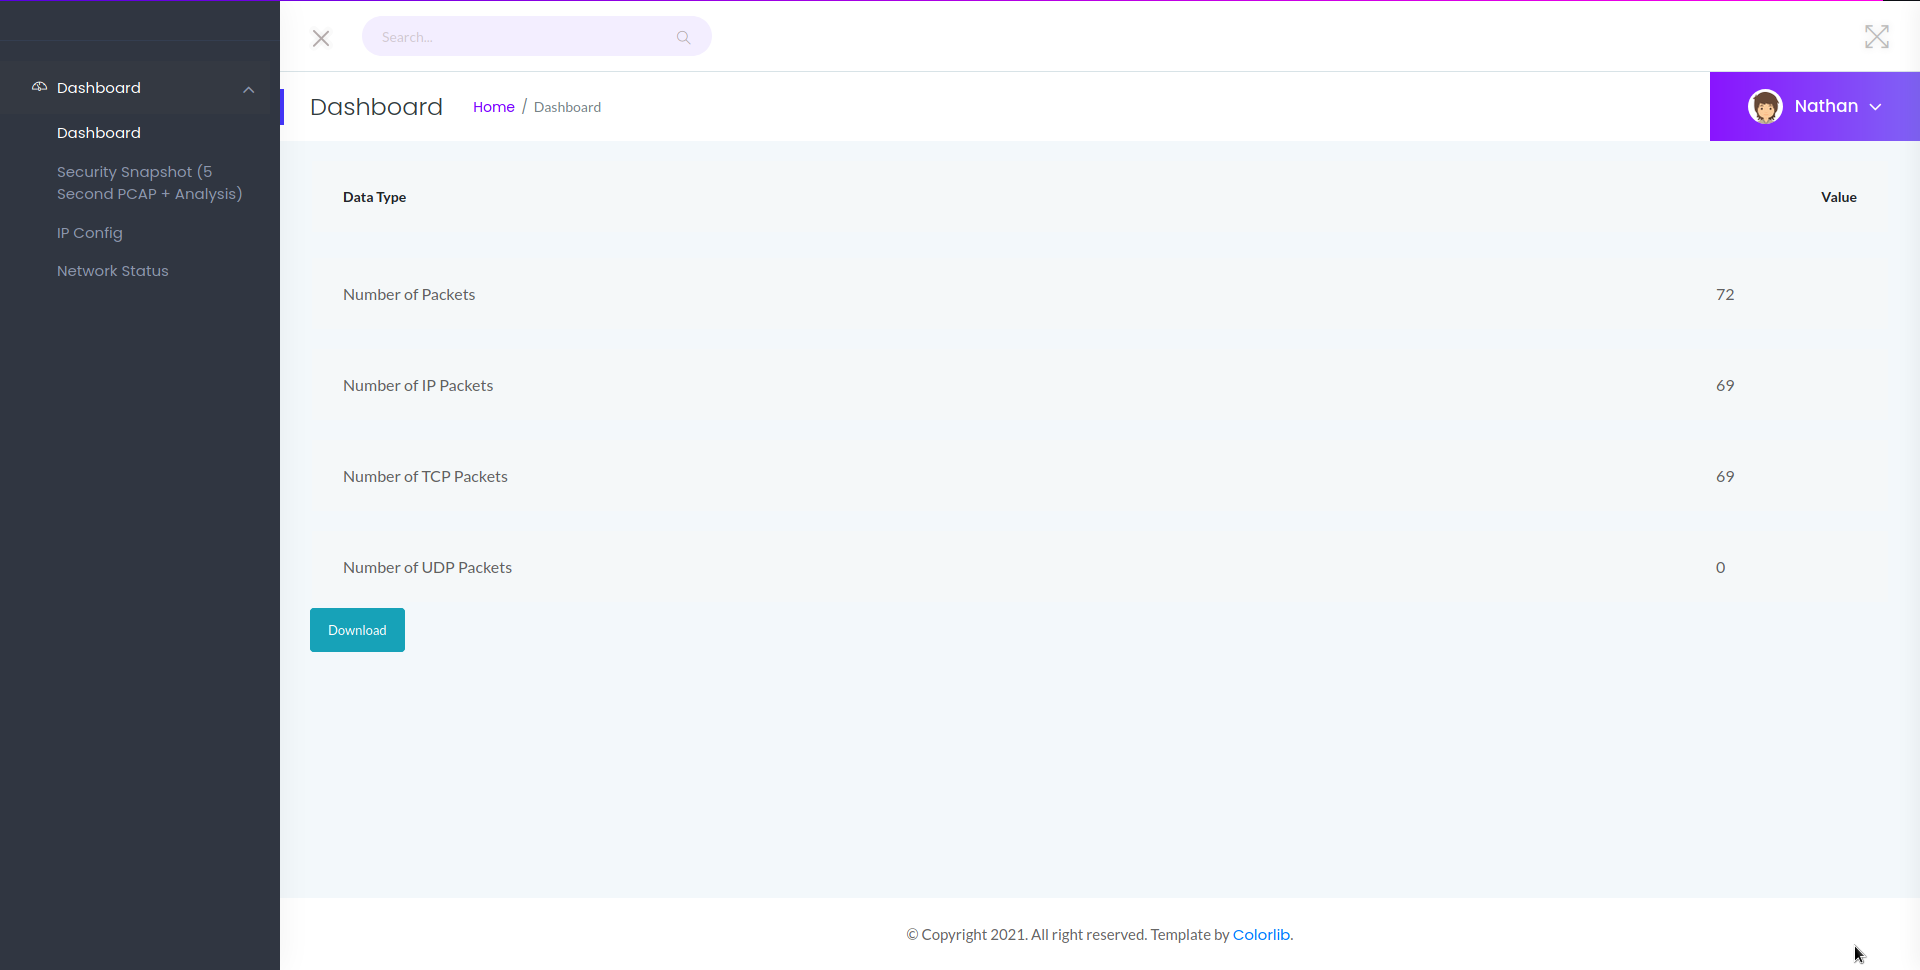 Search...
Dashboard
Dashboard
Security Snapshot (5
Second PCAP + Analysis)
IP Config
Network Status
Dashboard
Home / Dashboard
Nathan
Data Type Value
Number of Packets 72
Number of IP Packets 69
Number of TCP Packets 69
Number of UDP Packets 0
Download
© Copyright 2021. All right reserved. Template by Colorlib.